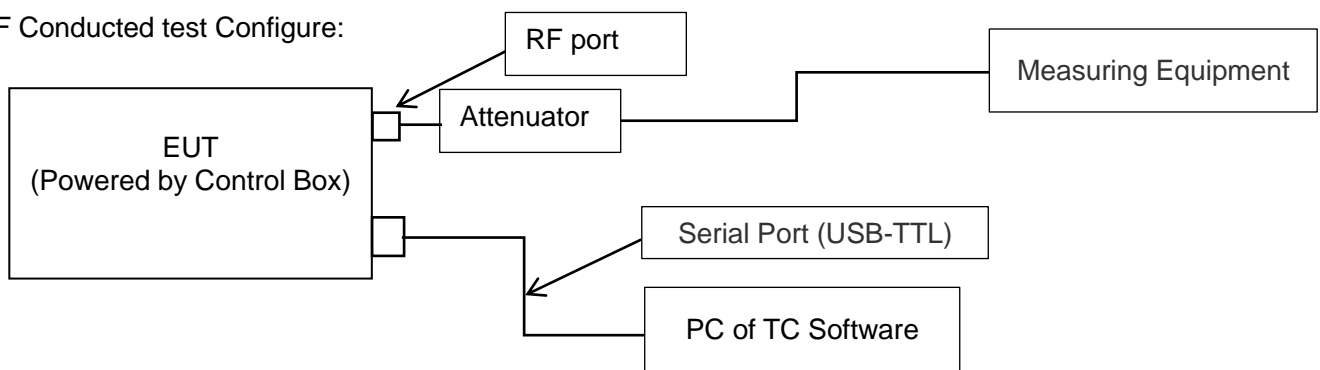 F Conducted test Configure:
RF port
Measuring Equipment
Attenuator
EUT
(Powered by Control Box)
Serial Port (USB-TTL)
PC of TC Software